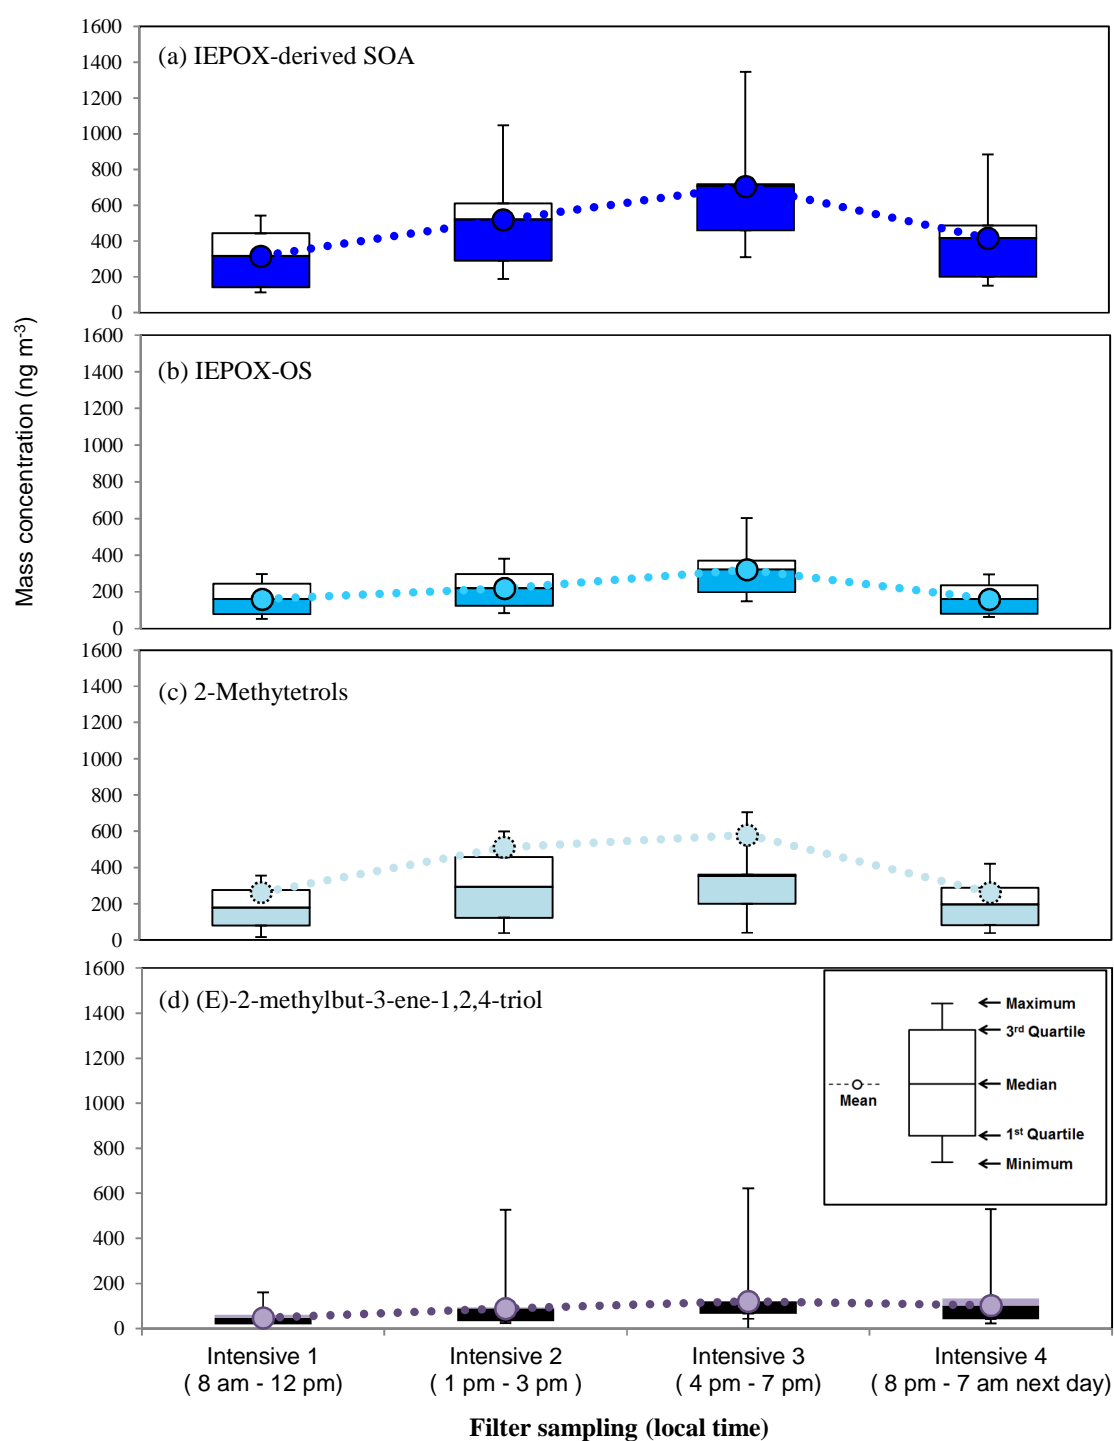 Mass concentration (ng m-3)
1600
1400
1200
1000
800
600
400
200
0
(a) IEPOX-derived SOA
1600
1400
1200
1000
800
600
400
200
0
(b) IEPOX-OS
1600
1400
1200
1000
800
600
400
200
0
(c) 2-Methytetrols
1600
1400
1200
1000
800
600
400
200
0
(d) (E)-2-methylbut-3-ene-1,2,4-triol
Maximum
3rd Quartile
Median
Mean
1st Quartile
Minimum
Intensive 1
( 8 am - 12 pm)
Intensive 2
( 1 pm - 3 pm )
Intensive 3
( 4 pm - 7 pm)
Intensive 4
( 8 pm - 7 am next day)
Filter sampling (local time)